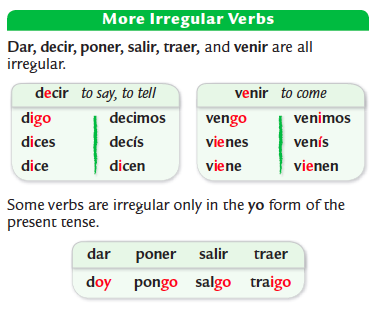 More Irregular Verbs
Dar, decir, poner, salir, traer, and venir are all
irregular.
decir to say, to tell
digo decimos
dices decís
dice dicen
venir to come
vengo venimos
vienes venís
viene vienen
Some verbs are irregular only in the yo form of the
present tense.
dar poner salir traer
doy pongo salgo traigo